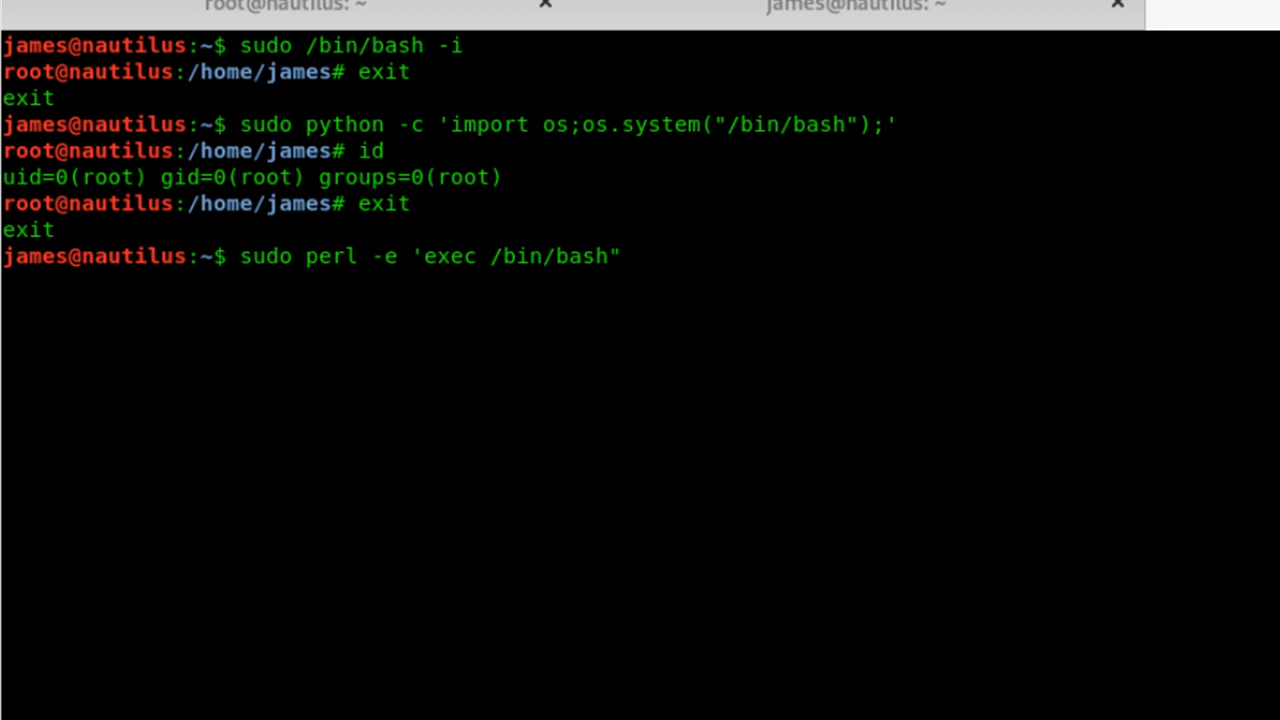 root@nautilus: ~ × james@nautilus: ~ ×
james@nautilus:~$ sudo /bin/bash -i
root@nautilus:/home/james# exit
exit
james@nautilus:~$ sudo python -c 'import os;os.system("/bin/bash");'
root@nautilus:/home/james# id
uid=0(root) gid=0(root) groups=0(root)
root@nautilus:/home/james# exit
exit
james@nautilus:~$ sudo perl -e 'exec /bin/bash"